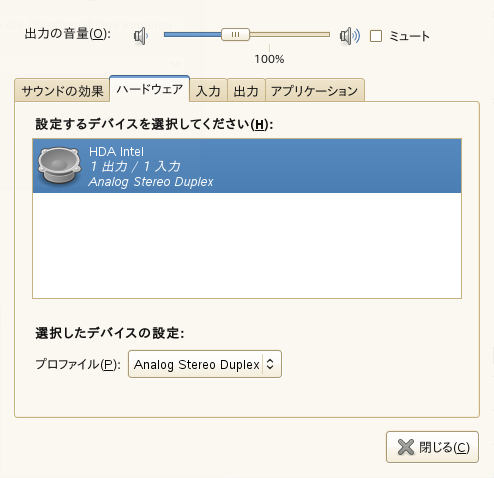 出力の音量(O):
ミュート
100%
サウンドの効果 ハードウェア 入力 出力 アプリケーション
設定するデバイスを選択してください(H):
HDA Intel
1 出力 / 1 入力
Analog Stereo Duplex
選択したデバイスの設定:
プロファイル(P): Analog Stereo Duplex
閉じる(C)